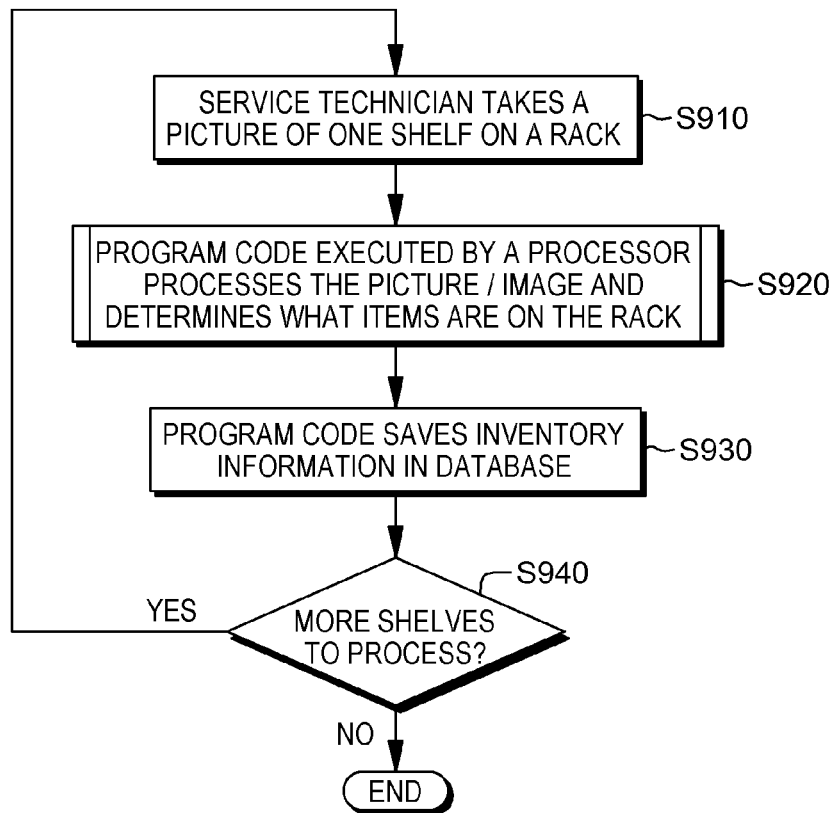 SERVICE TECHNICIAN TAKES A
PICTURE OF ONE SHELF ON A RACK
S910
PROGRAM CODE EXECUTED BY A PROCESSOR
PROCESSES THE PICTURE / IMAGE AND
DETERMINES WHAT ITEMS ARE ON THE RACK
S920
PROGRAM CODE SAVES INVENTORY
INFORMATION IN DATABASE
S930
S940
YES
MORE SHELVES
TO PROCESS?
NO
END